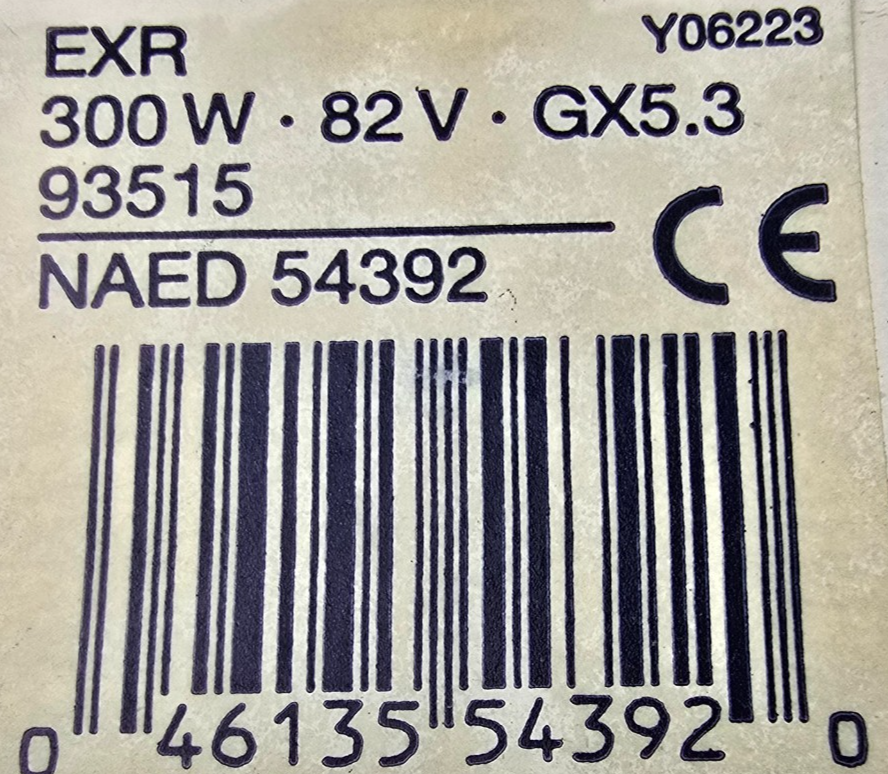 EXR
Y06223
300 W · 82 V · GX5.3
93515
NAED 54392
CE
0 46135 54392 0